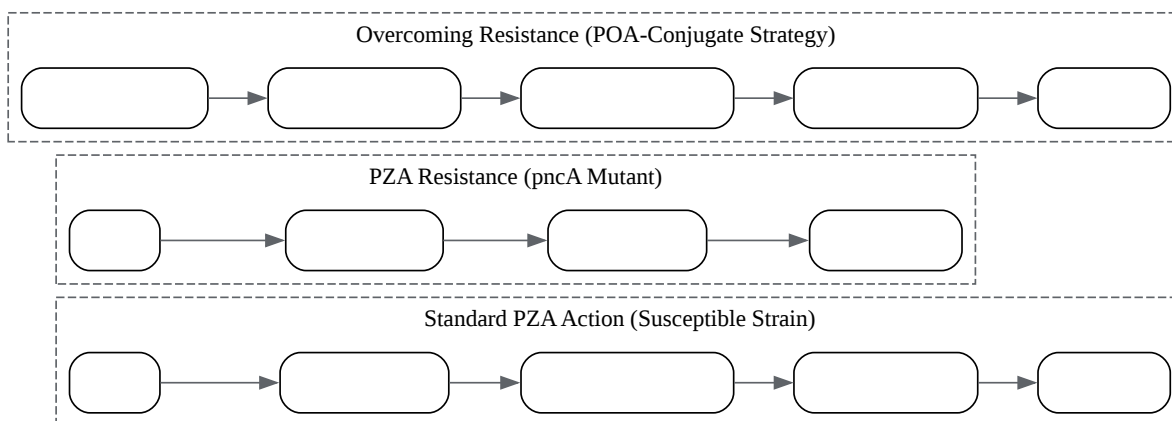 Overcoming Resistance (POA-Conjugate Strategy)
PZA Resistance (pncA Mutant)
Standard PZA Action (Susceptible Strain)